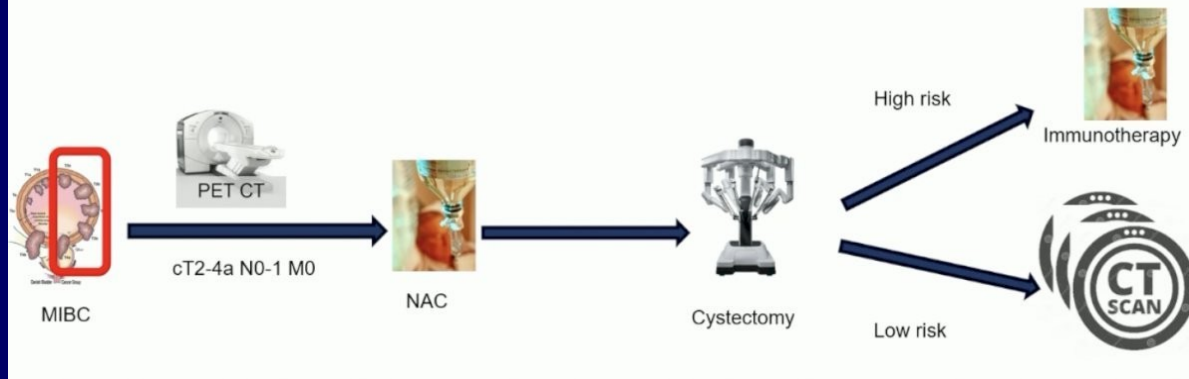 PET CT
cT2-4a N0-1 M0
MIBC
NAC
Cystectomy
High risk
Immunotherapy
Low risk
CT
SCAN